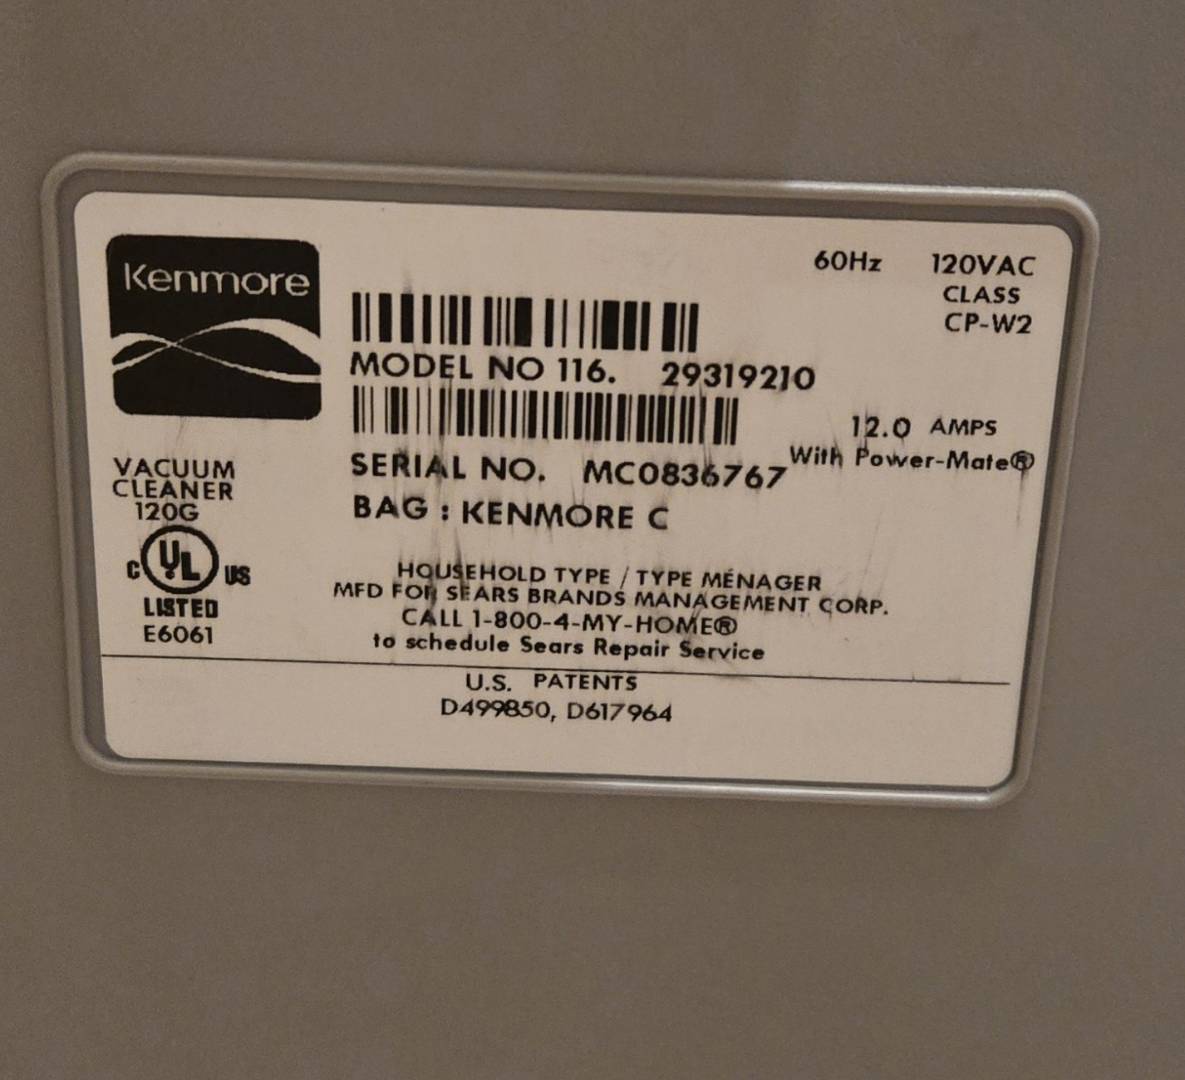 Kenmore
60Hz 120VAC
CLASS
CP-W2
MODEL NO 116. 29319210
12.0 AMPS
With Power-Mate®
SERIAL NO. MC0836767
BAG : KENMORE C
VACUUM
CLEANER
120G
C UL US
LISTED
E6061
HOUSEHOLD TYPE / TYPE MÉNAGER
MFD FOR SEARS BRANDS MANAGEMENT CORP.
CALL 1-800-4-MY-HOME®
to schedule Sears Repair Service
U.S. PATENTS
D499850, D617964